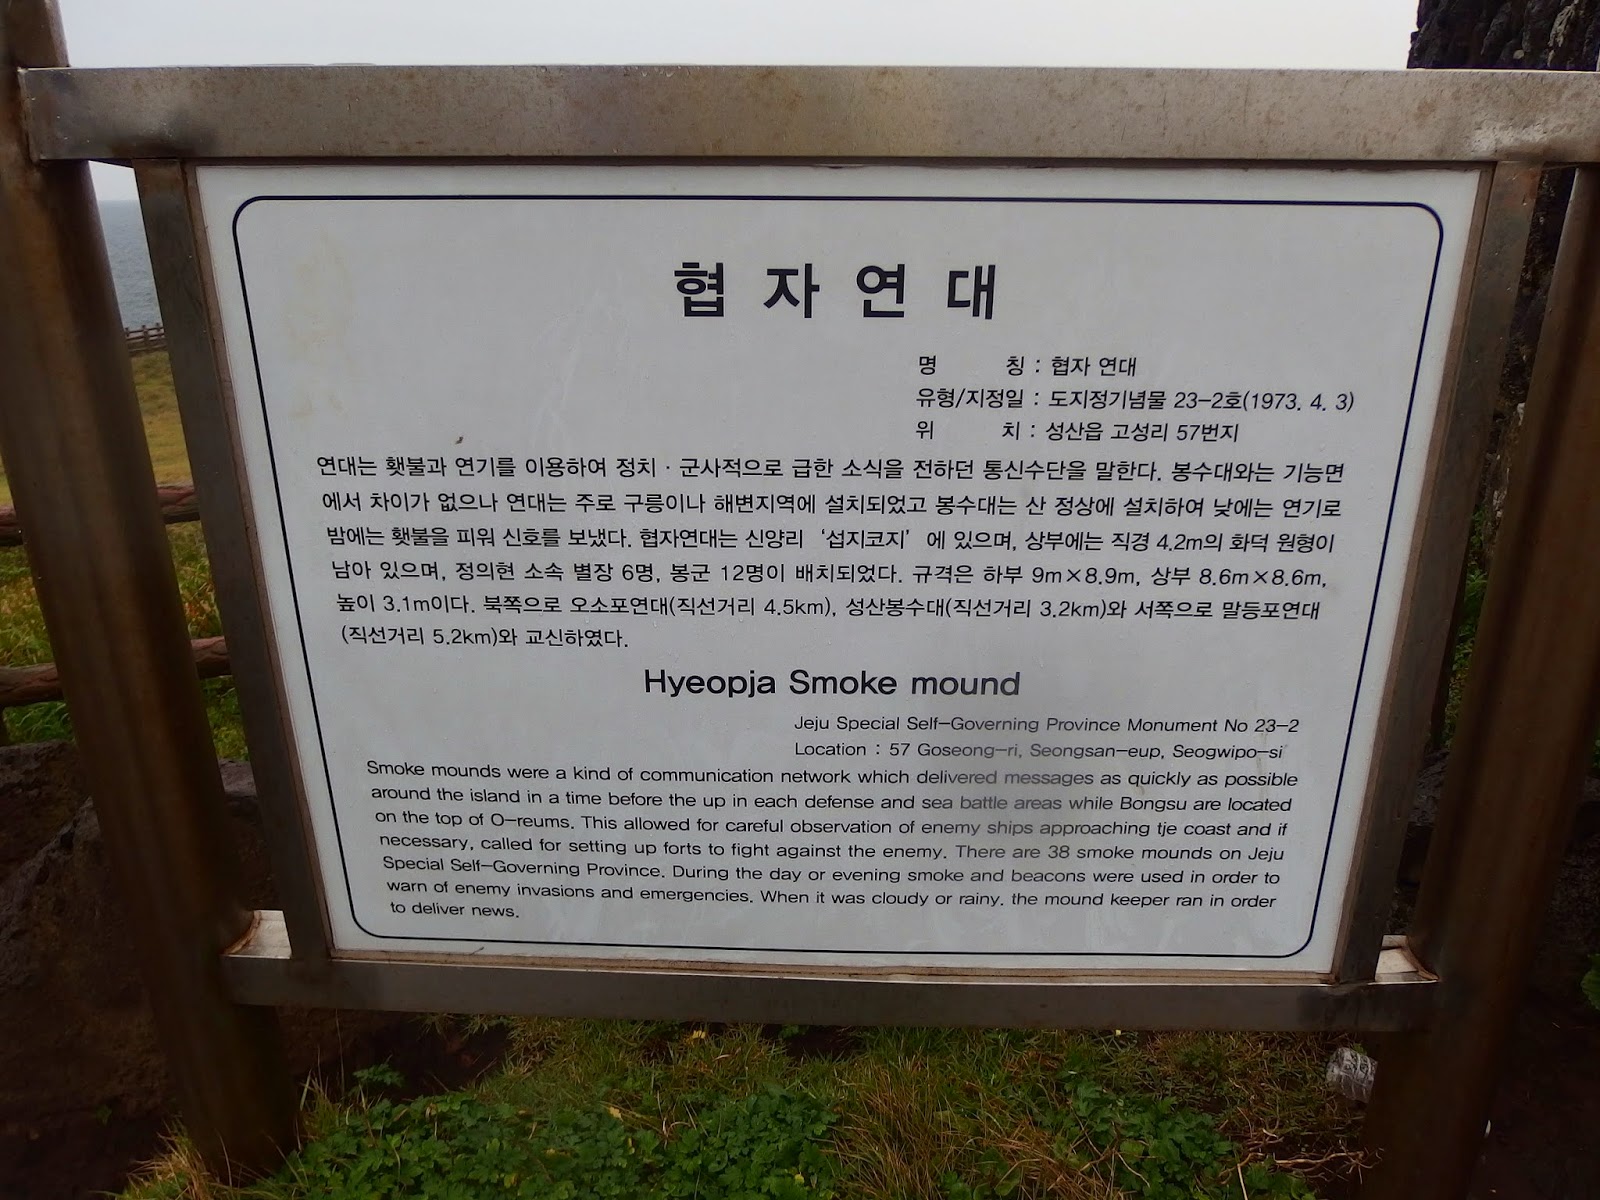 협자연대
명 칭 : 협자 연대
유형/지정일 : 도지정기념물 23-2호(1973. 4. 3)
위 치 : 성산읍 고성리 57번지
연대는 횃불과 연기를 이용하여 정치·군사적으로 급한 소식을 전하던 통신수단을 말한다. 봉수대와는 기능면
에서 차이가 없으나 연대는 주로 구릉이나 해변지역에 설치되었고 봉수대는 산 정상에 설치하여 낮에는 연기로
밤에는 횃불을 피워 신호를 보냈다. 협자연대는 신양리 ‘섭지코지’에 있으며, 상부에는 직경 4.2m의 화덕 원형이
남아 있으며, 정의현 소속 별장 6명, 봉군 12명이 배치되었다. 규격은 하부 9m×8.9m, 상부 8.6m×8.6m,
높이 3.1m이다. 북쪽으로 오소포연대(직선거리 4.5km), 성산봉수대(직선거리 3.2km)와 서쪽으로 말등포연대
(직선거리 5.2km)와 교신하였다.
Hyeopja Smoke mound
Jeju Special Self-Governing Province Monument No 23-2
Location : 57 Goseong-ri, Seongsan-eup, Seogwipo-si
Smoke mounds were a kind of communication network which delivered messages as quickly as possible
around the island in a time before the up in each defense and sea battle areas while Bongsu are located
on the top of O-reums. This allowed for careful observation of enemy ships approaching tje coast and if
necessary, called for setting up forts to fight against the enemy. There are 38 smoke mounds on Jeju
Special Self-Governing Province. During the day or evening smoke and beacons were used in order to
warn of enemy invasions and emergencies. When it was cloudy or rainy. the mound keeper ran in order
to deliver news.